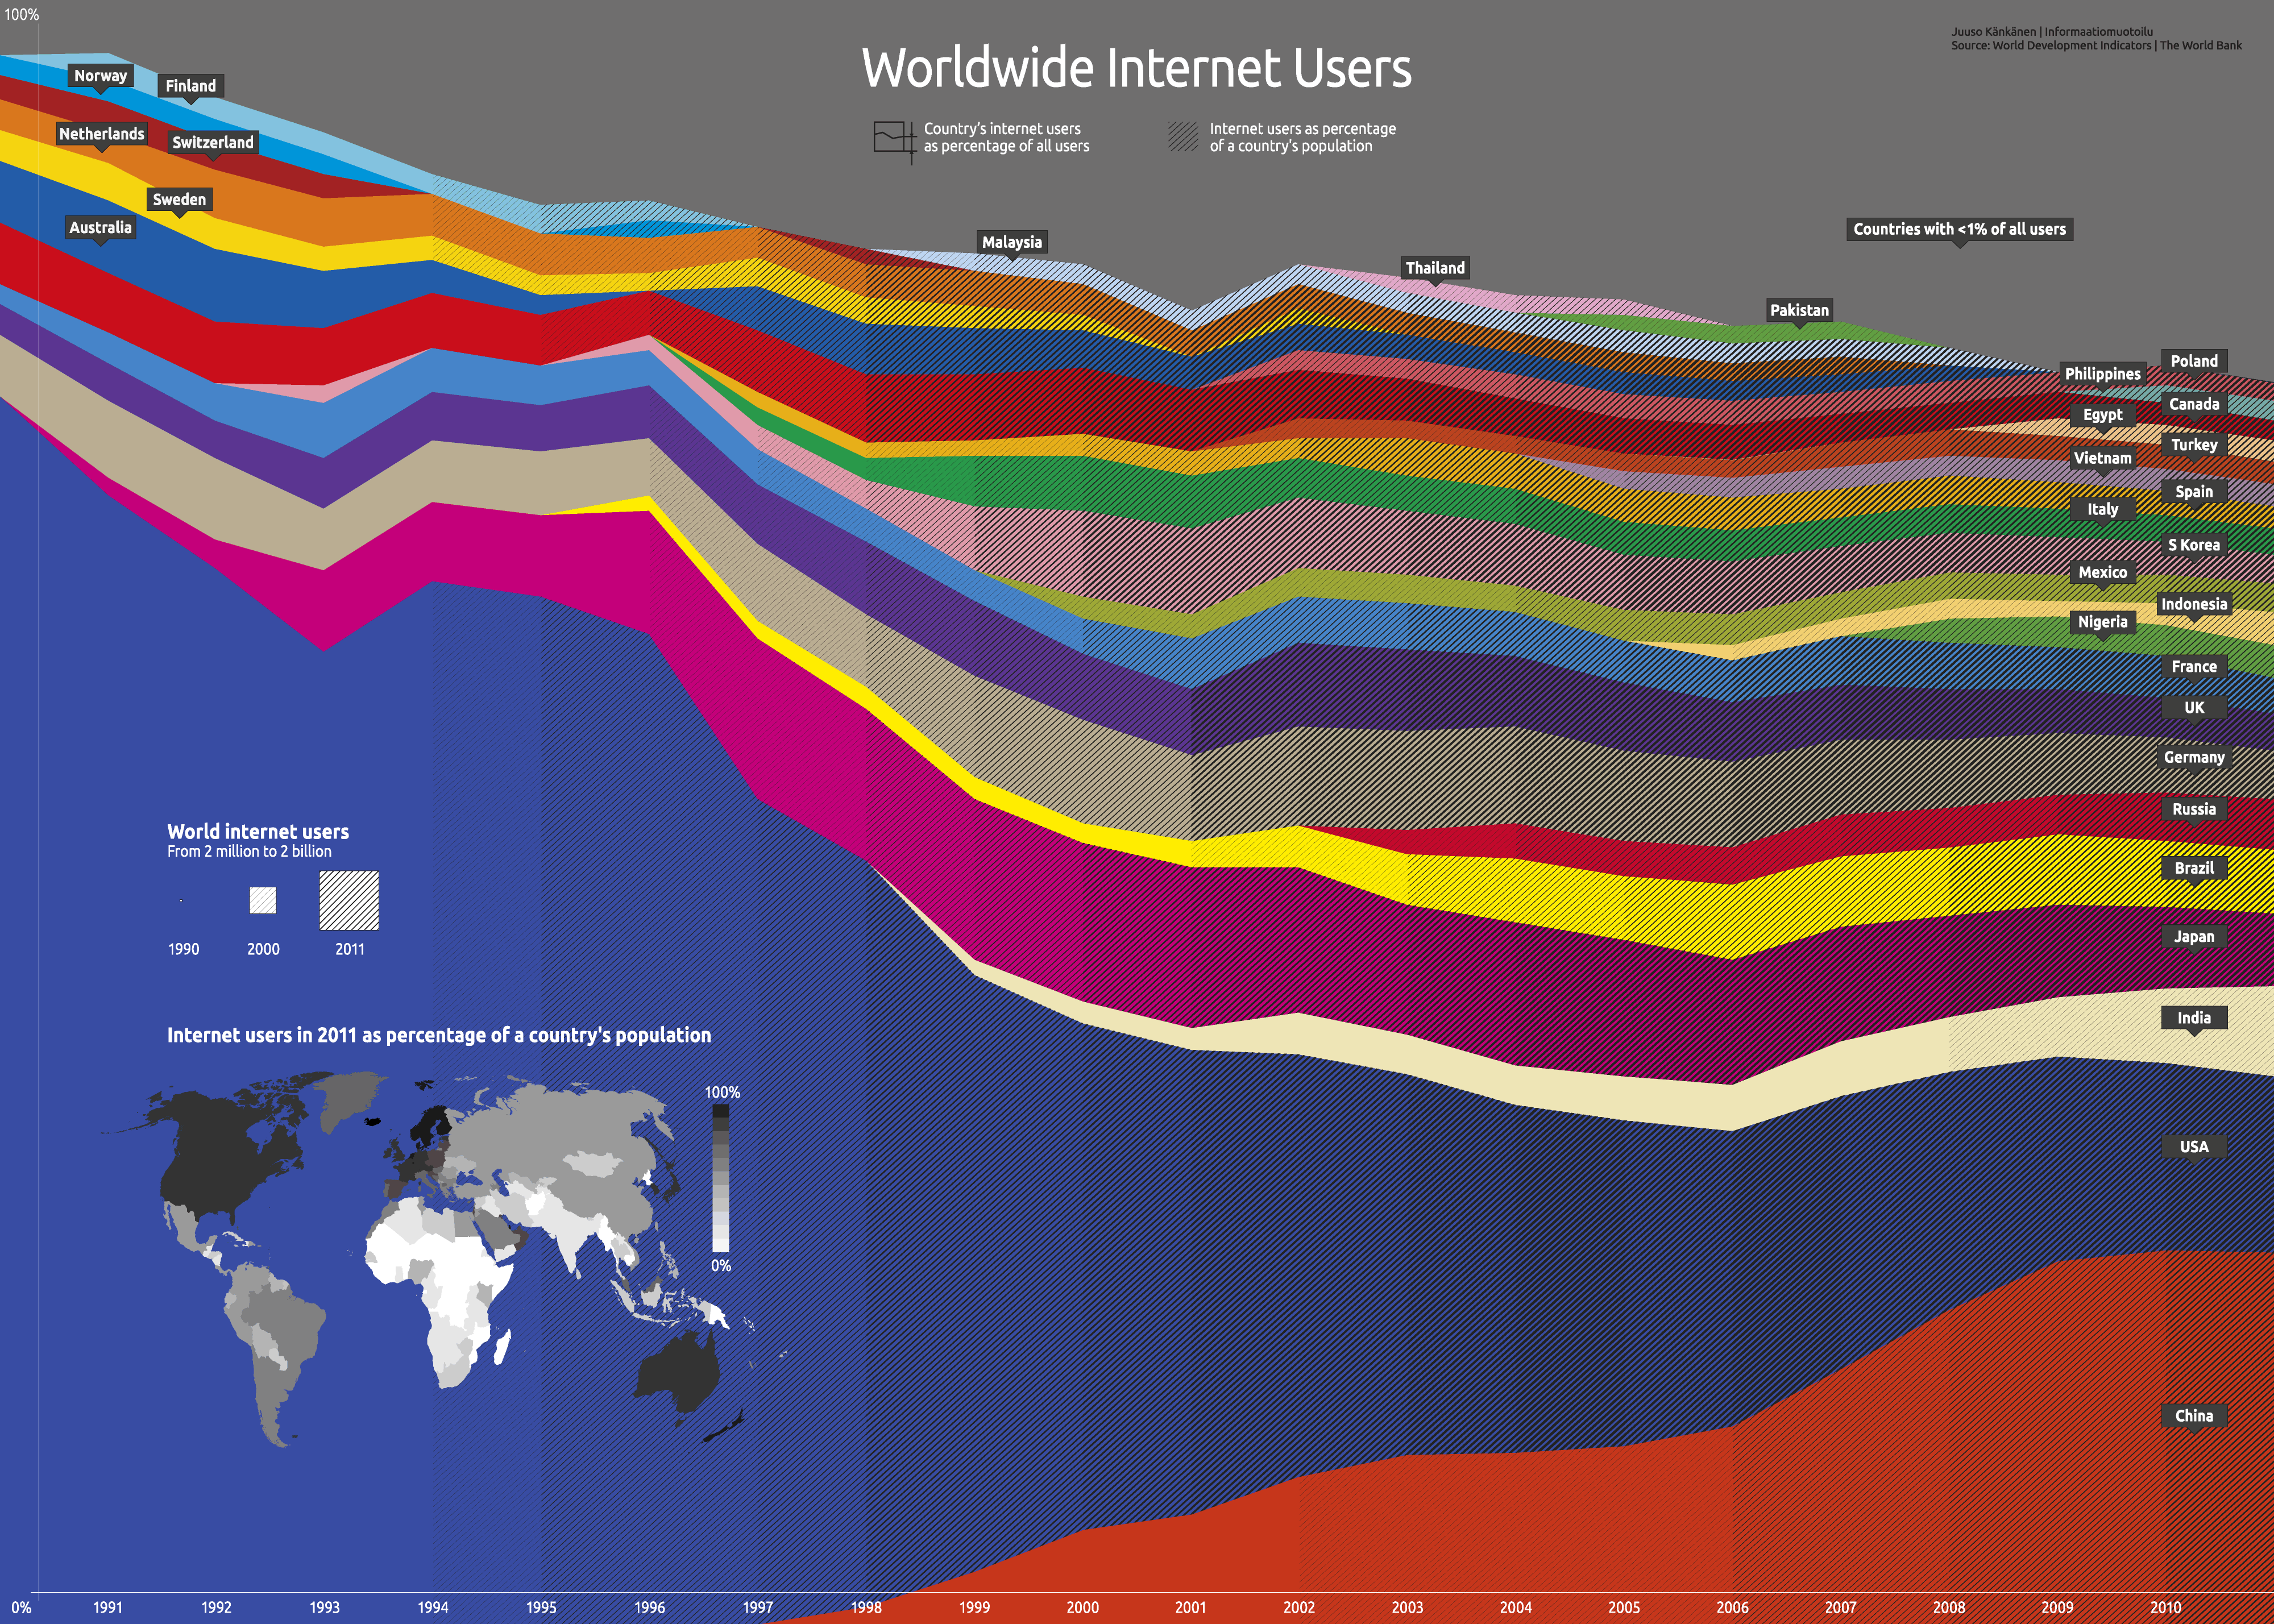 100%
Juuso Känkänen | Informaatiomuotoilu
Source: World Development Indicators | The World Bank
Worldwide Internet Users
Country's internet users
as percentage of all users
Internet users as percentage
of a country's population
Norway
Finland
Netherlands
Switzerland
Sweden
Australia
Malaysia
Thailand
Countries with <1% of all users
Pakistan
Poland
Philippines
Canada
Egypt
Turkey
Vietnam
Spain
Italy
S Korea
Mexico
Indonesia
Nigeria
France
UK
Germany
Russia
Brazil
Japan
India
USA
China
World internet users
From 2 million to 2 billion
1990 2000 2011
Internet users in 2011 as percentage of a country's population
100%
0%
0% 1991 1992 1993 1994 1995 1996 1997 1998 1999 2000 2001 2002 2003 2004 2005 2006 2007 2008 2009 2010